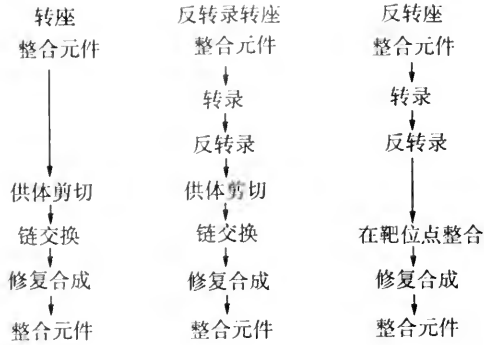 转座
整合元件
供体剪切
链交换
修复合成
整合元件
反转录转座
整合元件
转录
反转录
供体剪切
链交换
修复合成
整合元件
反转座
整合元件
转录
反转录
在靶位点整合
修复合成
整合元件